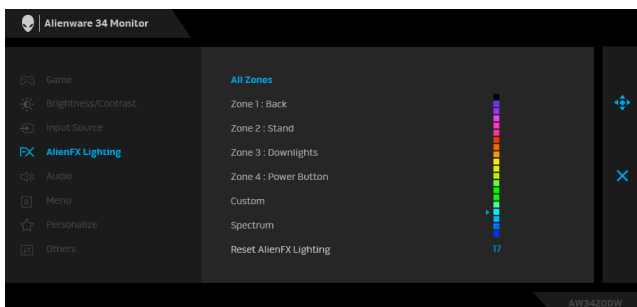 Alienware 34 Monitor
Game
Brightness/Contrast
Input Source
FX AlienFX Lighting
Audio
Menu
Personalize
Others
All Zones
Zone 1 : Back
Zone 2 : Stand
Zone 3 : Downlights
Zone 4 : Power Button
Custom
Spectrum
Reset AlienFX Lighting
17
AW3420DW